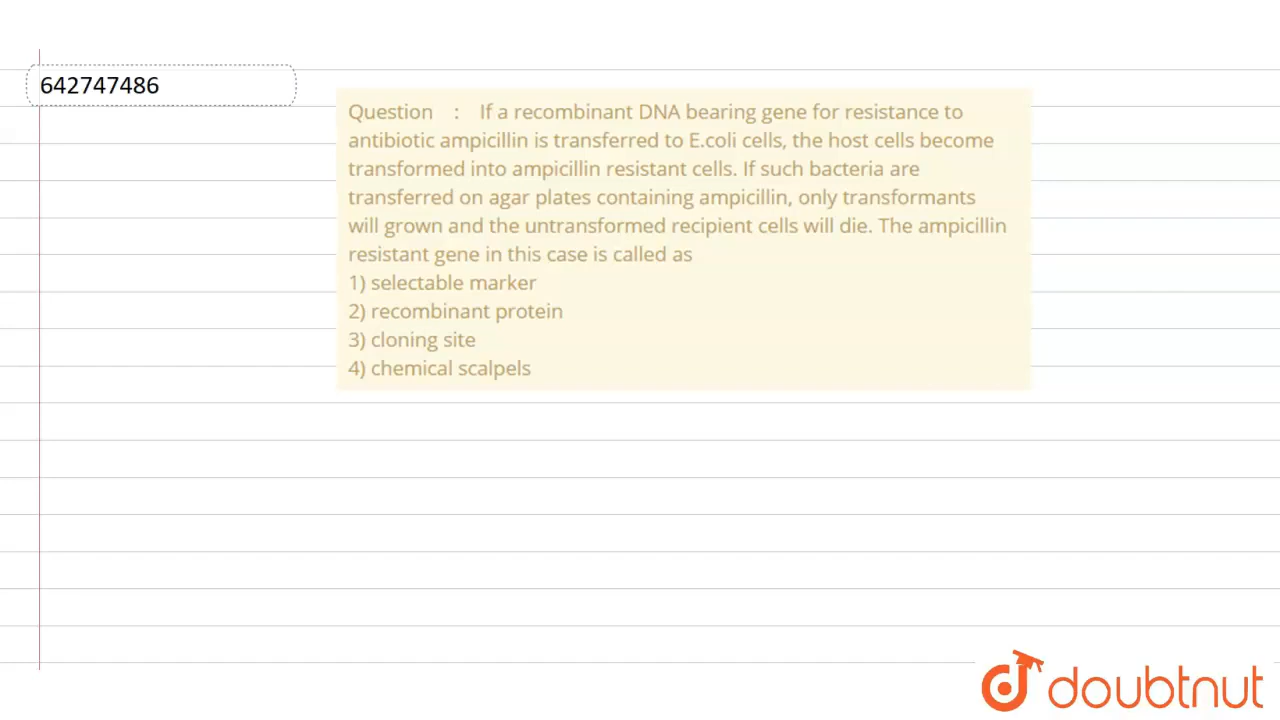 642747486
Question : If a recombinant DNA bearing gene for resistance to
antibiotic ampicillin is transferred to E.coli cells, the host cells become
transformed into ampicillin resistant cells. If such bacteria are
transferred on agar plates containing ampicillin, only transformants
will grown and the untransformed recipient cells will die. The ampicillin
resistant gene in this case is called as
1) selectable marker
2) recombinant protein
3) cloning site
4) chemical scalpels
doubtnut